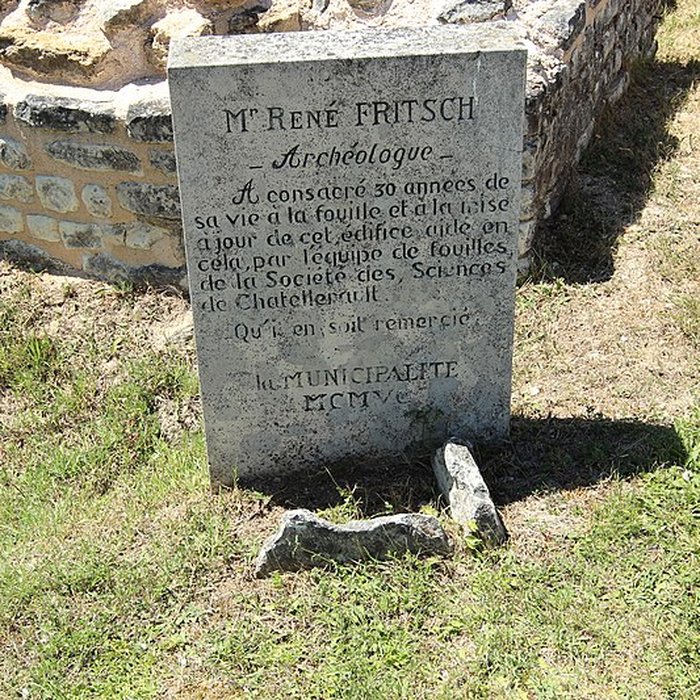 Mr RENÉ FRITSCH
- Archéologue -
A consacré 30 années de
sa vie à la fouille et à la mise
a jour de cet édifice aidé en
cela, par l'équipe de fouilles,
de la Société des Sciences
de Chatellerault.
Qu'il en soit remercié
la MUNICIPALITE